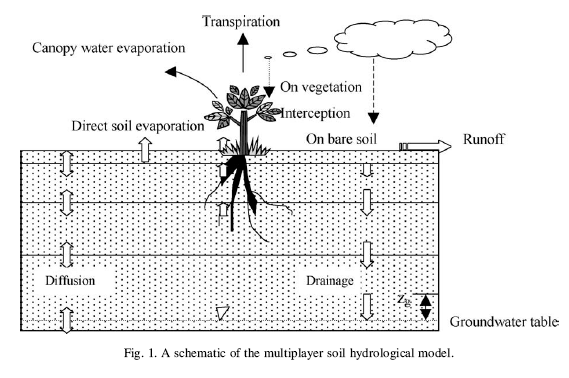 Transpiration
Canopy water evaporation
On vegetation
Interception
Direct soil evaporation
On bare soil
Runoff
Diffusion
Drainage
Zg
Groundwater table
Fig. 1. A schematic of the multiplayer soil hydrological model.